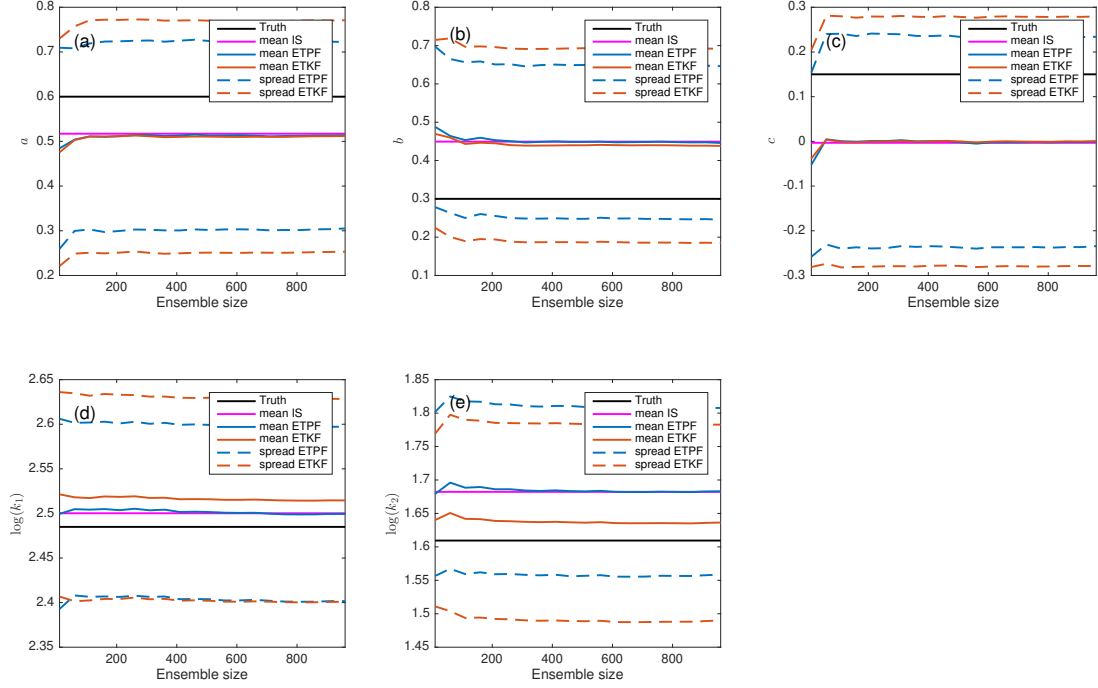 0.8
0.7
0.6
0.5
0.4
0.3
0.2
a
(a)
Truth
mean IS
mean ETPF
mean ETKF
spread ETPF
spread ETKF
200 400 600 800
Ensemble size
0.8
0.7
0.6
0.5
0.4
0.3
0.2
0.1
b
(b)
Truth
mean IS
mean ETPF
mean ETKF
spread ETPF
spread ETKF
200 400 600 800
Ensemble size
0.3
0.2
0.1
0
-0.1
-0.2
-0.3
c
(c)
Truth
mean IS
mean ETPF
mean ETKF
spread ETPF
spread ETKF
200 400 600 800
Ensemble size
2.65
2.6
2.55
2.5
2.45
2.4
2.35
log(k₁)
(d)
Truth
mean IS
mean ETPF
mean ETKF
spread ETPF
spread ETKF
200 400 600 800
Ensemble size
1.85
1.8
1.75
1.7
1.65
1.6
1.55
1.5
1.45
log(k₂)
(e)
Truth
mean IS
mean ETPF
mean ETKF
spread ETPF
spread ETKF
200 400 600 800
Ensemble size